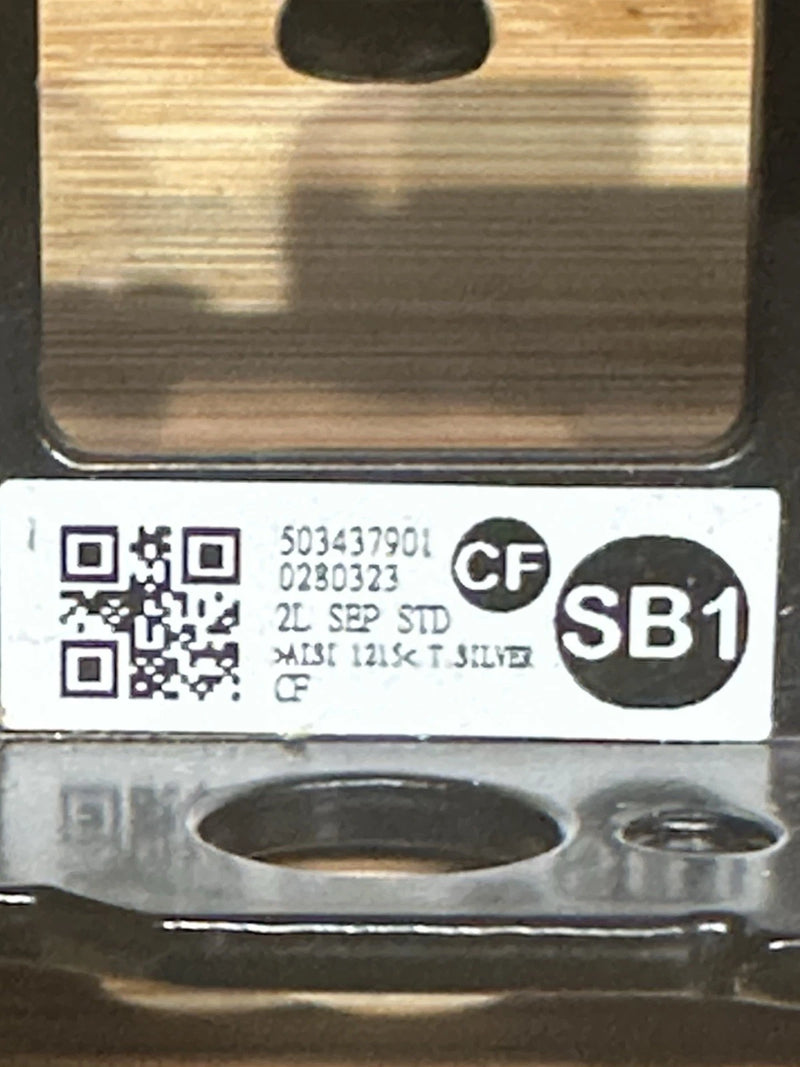 503437901
0280323
2L SEP STD
>AISI 1215< T.SILVER
CF
CF
SB1